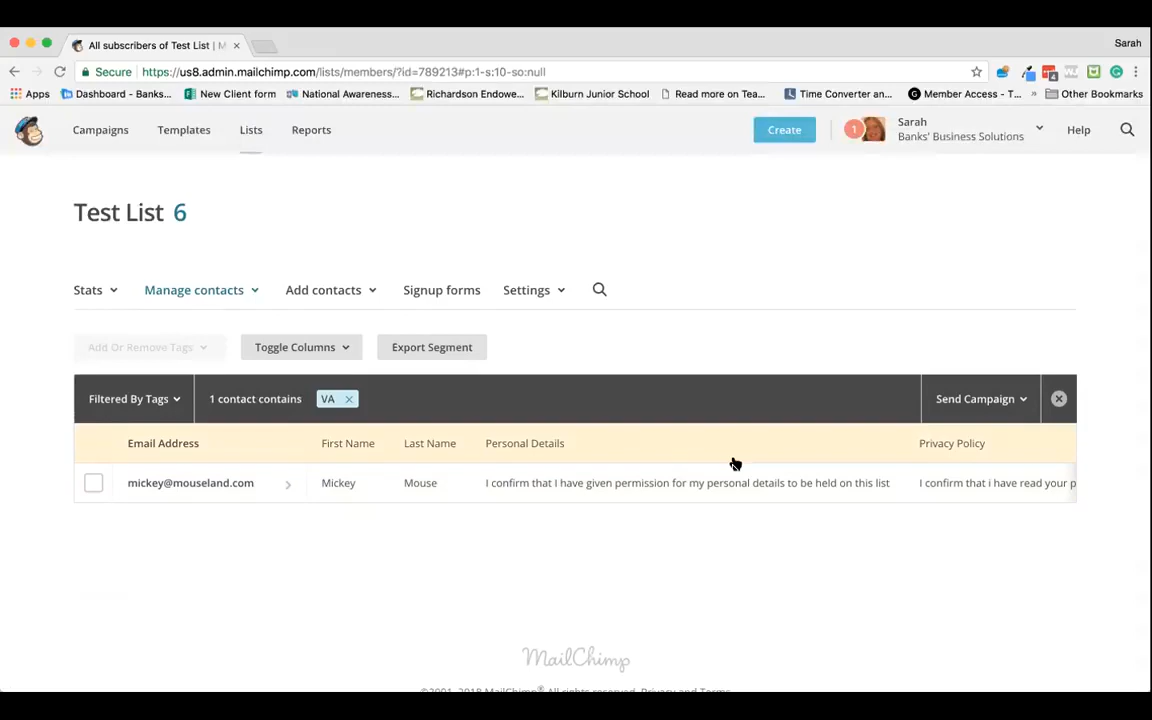 All subscribers of Test List | M
Sarah
Secure
https://us8.admin.mailchimp.com/lists/members/?id=789213#p:1-s:10-so:null
Apps
Dashboard - Banks...
New Client form
National Awareness...
Richardson Endowe...
Kilburn Junior School
Read more on Tea...
Time Converter an...
Member Access - T...
» Other Bookmarks
Campaigns
Templates
Lists
Reports
Create
1
Sarah
Banks' Business Solutions
Help
Test List 6
Stats
Manage contacts
Add contacts
Signup forms
Settings
Add Or Remove Tags
Toggle Columns
Export Segment
Filtered By Tags
1 contact contains
VA
Send Campaign
Email Address
First Name
Last Name
Personal Details
Privacy Policy
mickey@mouseland.com
Mickey
Mouse
I confirm that I have given permission for my personal details to be held on this list
I confirm that i have read your p
MailChimp
©2001-2018 MailChimp® All rights reserved. Privacy and Terms